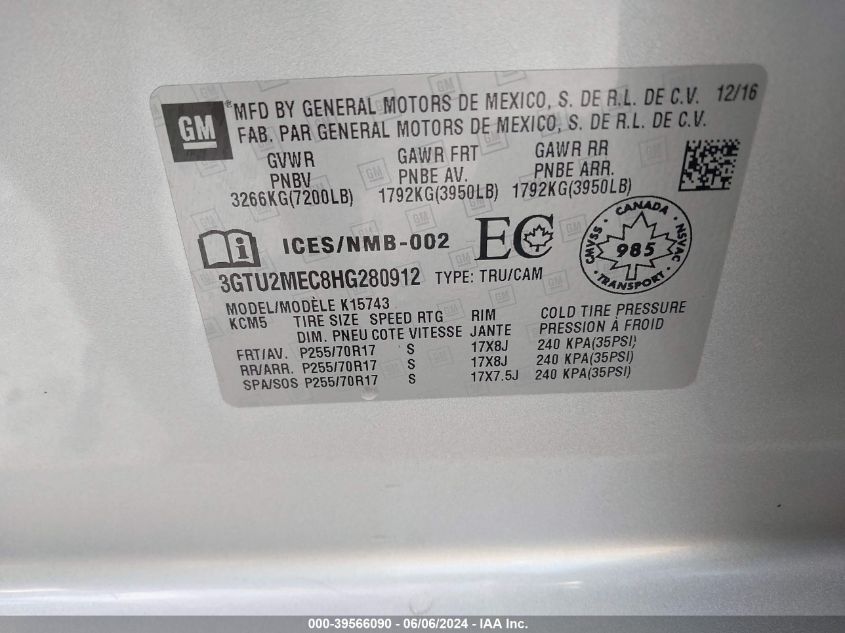 GM
® MFD BY GENERAL MOTORS DE MEXICO, S. DE R.L. DE C.V. 12/16
FAB. PAR GENERAL MOTORS DE MEXICO, S. DE R.L. DE C.V.
GVWR GAWR FRT GAWR RR
PNBV PNBE AV. PNBE ARR.
3266KG(7200LB) 1792KG(3950LB) 1792KG(3950LB)
i ICES/NMB-002 EC
CANADA
SVMAC 985 NSVAC
TRANSPORT
3GTU2MEC8HG280912 TYPE: TRU/CAM
MODEL/MODÈLE K15743
KCM5 TIRE SIZE SPEED RTG RIM COLD TIRE PRESSURE
DIM. PNEU COTE VITESSE JANTE PRESSION À FROID
FRT/AV. P255/70R17 S 17X8J 240 KPA(35PSI)
RR/ARR. P255/70R17 S 17X8J 240 KPA(35PSI)
SPA/SOS P255/70R17 S 17X7.5J 240 KPA(35PSI)
000-39566090 - 06/06/2024 - IAA Inc.